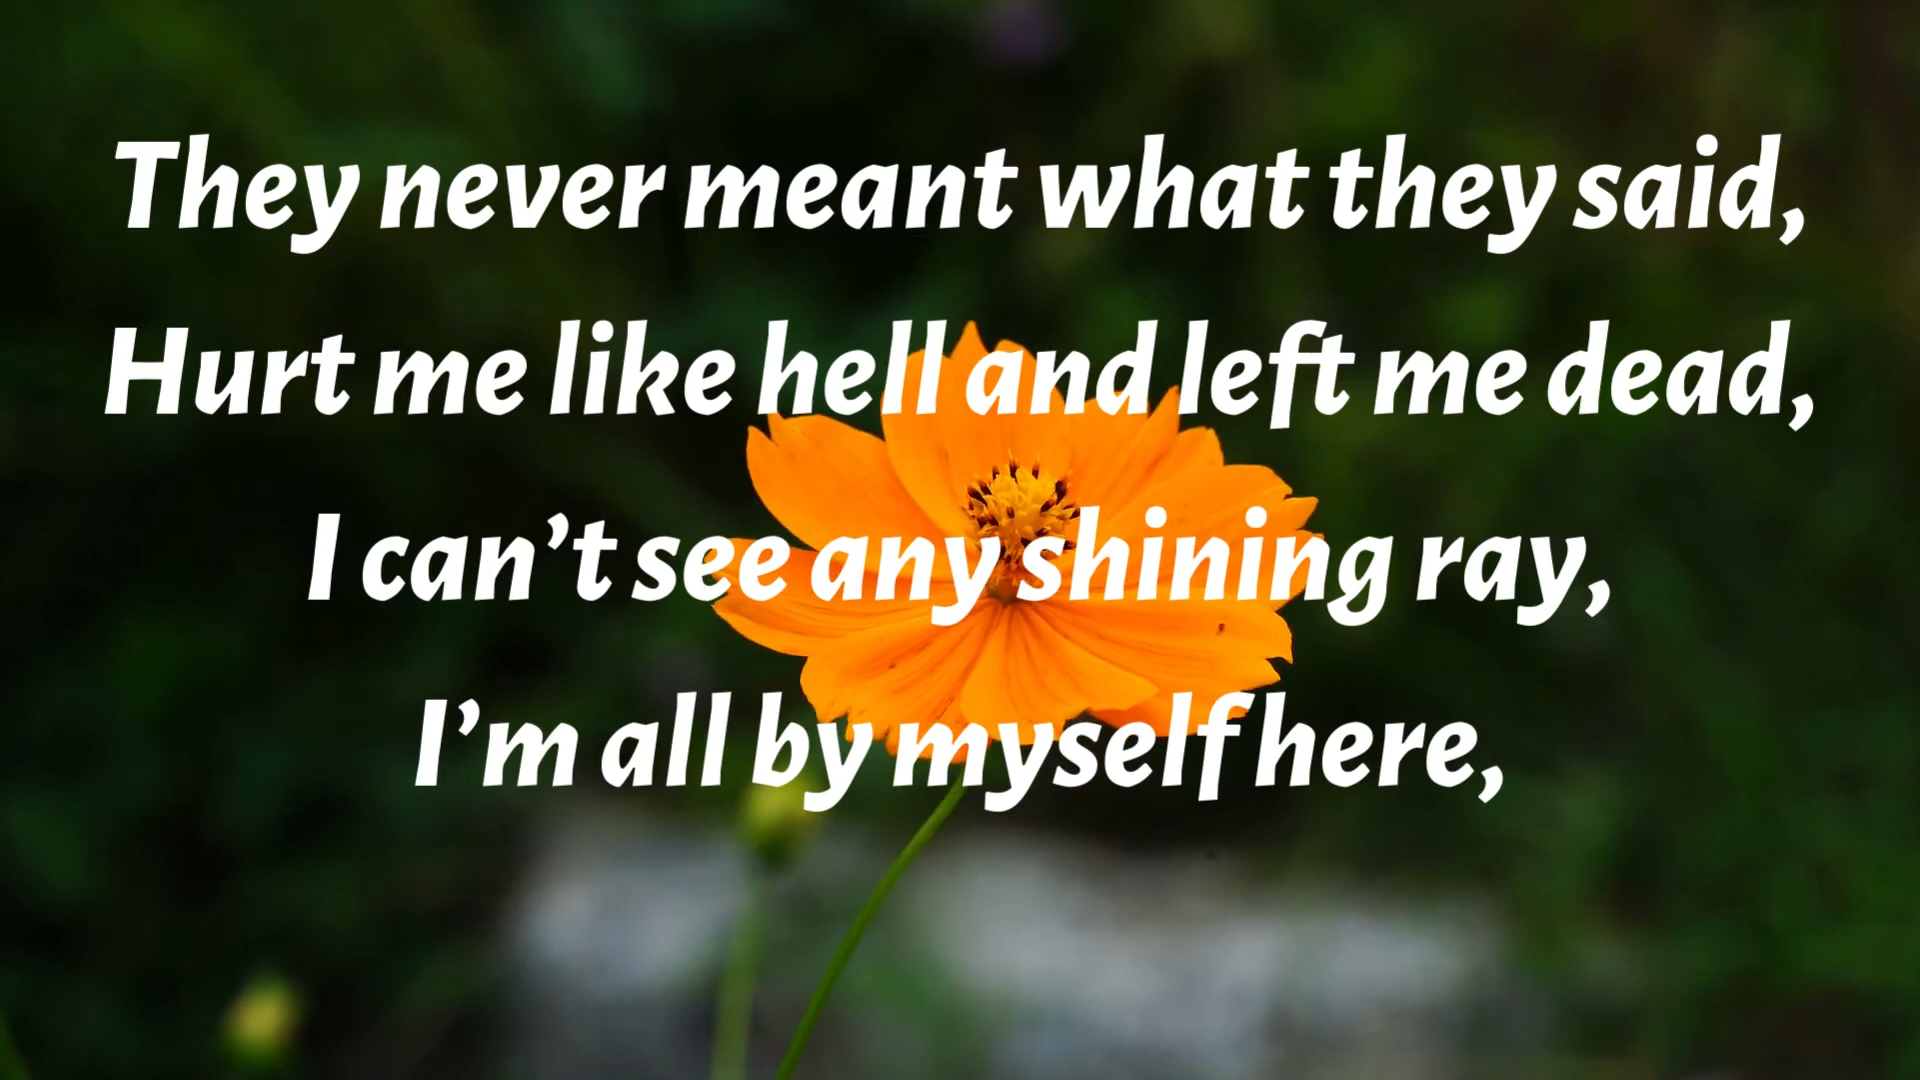 They never meant what they said,
Hurt me like hell and left me dead,
I can’t see any shining ray,
I’m all by myself here,